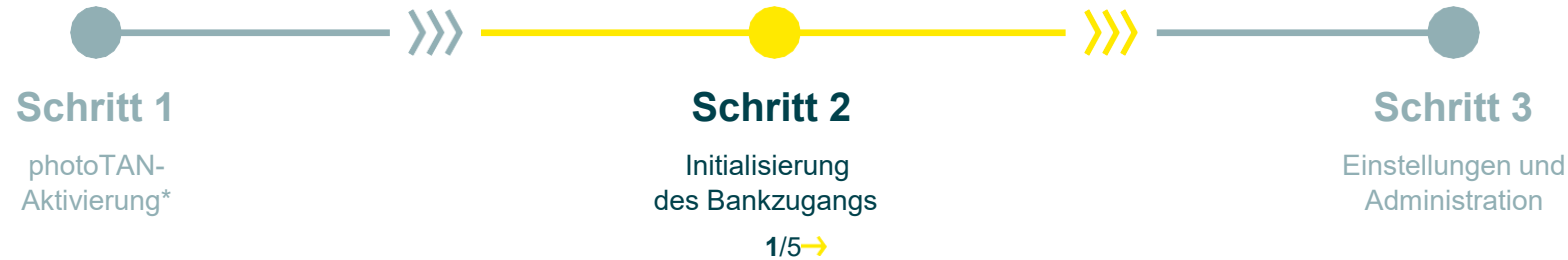 Schritt 1
photoTAN-
Aktivierung*
Schritt 2
Initialisierung
des Bankzugangs
1/5
Schritt 3
Einstellungen und
Administration